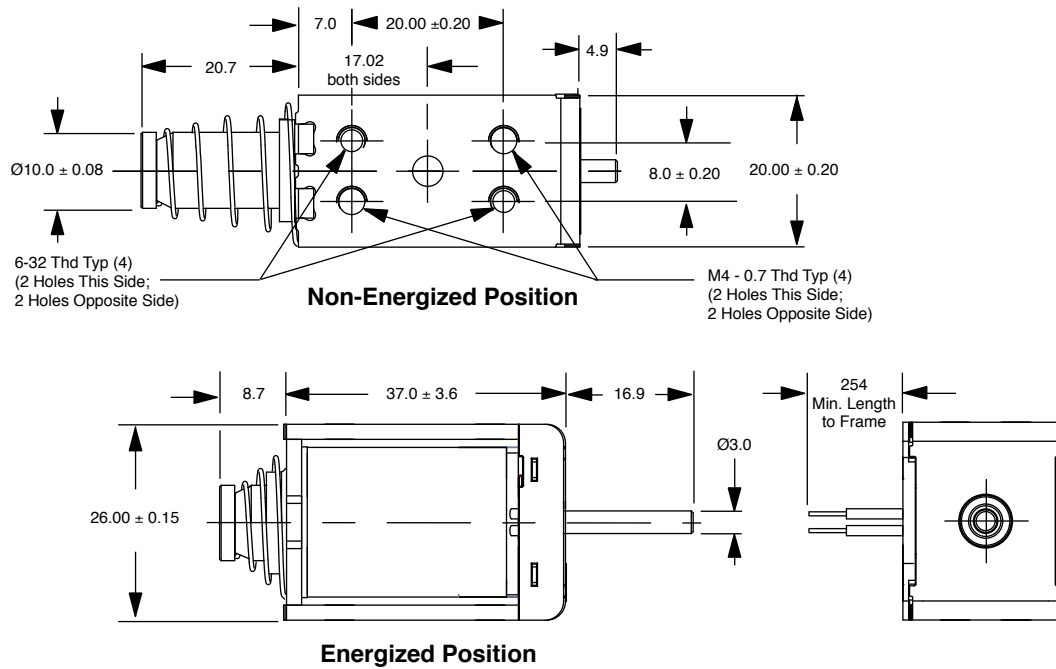 7.0
20.00 ±0.20
4.9
20.7
17.02
both sides
Ø10.0 ± 0.08
8.0 ± 0.20
20.00 ± 0.20
6-32 Thd Typ (4)
(2 Holes This Side;
2 Holes Opposite Side)
M4 - 0.7 Thd Typ (4)
(2 Holes This Side;
2 Holes Opposite Side)
Non-Energized Position
8.7
37.0 ± 3.6
16.9
254
Min. Length
to Frame
Ø3.0
26.00 ± 0.15
Energized Position